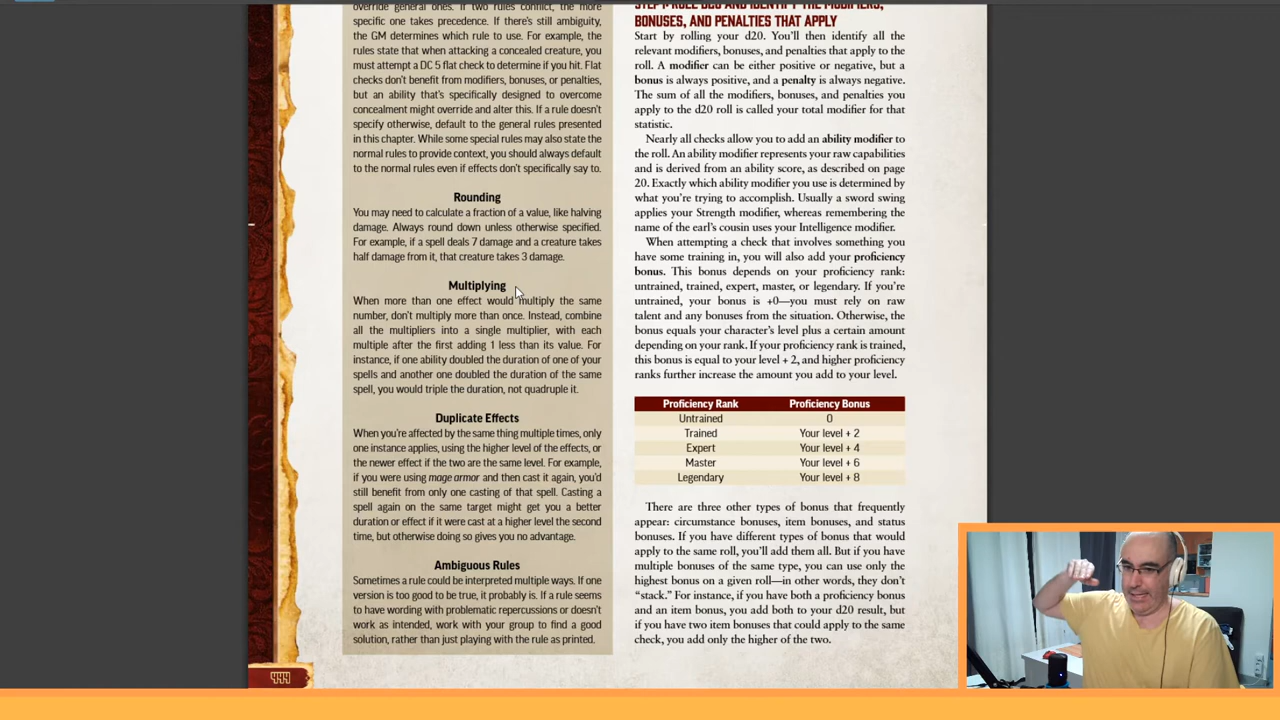 override general ones. If two rules conflict, the more
specific one takes precedence. If there's still ambiguity,
the GM determines which rule to use. For example, the
rules state that when attacking a concealed creature, you
must attempt a DC 5 flat check to determine if you hit. Flat
checks don't benefit from modifiers, bonuses, or penalties,
but an ability that's specifically designed to overcome
concealment might override and alter this. If a rule doesn't
specify otherwise, default to the general rules presented
in this chapter. While some special rules may also state the
normal rules to provide context, you should always default
to the normal rules even if effects don't specifically say to.
Rounding
You may need to calculate a fraction of a value, like halving
damage. Always round down unless otherwise specified.
For example, if a spell deals 7 damage and a creature takes
half damage from it, that creature takes 3 damage.
Multiplying
When more than one effect would multiply the same
number, don't multiply more than once. Instead, combine
all the multipliers into a single multiplier, with each
multiple after the first adding 1 less than its value. For
instance, if one ability doubled the duration of one of your
spells and another one doubled the duration of the same
spell, you would triple the duration, not quadruple it.
Duplicate Effects
When you're affected by the same thing multiple times, only
one instance applies, using the higher level of the effects, or
the newer effect if the two are the same level. For example,
if you were using mage armor and then cast it again, you'd
still benefit from only one casting of that spell. Casting a
spell again on the same target might get you a better
duration or effect if it were cast at a higher level the second
time, but otherwise doing so gives you no advantage.
Ambiguous Rules
Sometimes a rule could be interpreted multiple ways. If one
version is too good to be true, it probably is. If a rule seems
to have wording with problematic repercussions or doesn't
work as intended, work with your group to find a good
solution, rather than just playing with the rule as printed.
444
STEP 1: ROLL D20 AND IDENTIFY THE MODIFIERS,
BONUSES, AND PENALTIES THAT APPLY
Start by rolling your d20. You'll then identify all the
relevant modifiers, bonuses, and penalties that apply to the
roll. A modifier can be either positive or negative, but a
bonus is always positive, and a penalty is always negative.
The sum of all the modifiers, bonuses, and penalties you
apply to the d20 roll is called your total modifier for that
statistic.
Nearly all checks allow you to add an ability modifier to
the roll. An ability modifier represents your raw capabilities
and is derived from an ability score, as described on page
20. Exactly which ability modifier you use is determined by
what you're trying to accomplish. Usually a sword swing
applies your Strength modifier, whereas remembering the
name of the earl's cousin uses your Intelligence modifier.
When attempting a check that involves something you
have some training in, you will also add your proficiency
bonus. This bonus depends on your proficiency rank:
untrained, trained, expert, master, or legendary. If you're
untrained, your bonus is +0—you must rely on raw
talent and any bonuses from the situation. Otherwise, the
bonus equals your character's level plus a certain amount
depending on your rank. If your proficiency rank is trained,
this bonus is equal to your level + 2, and higher proficiency
ranks further increase the amount you add to your level.
Proficiency Rank Proficiency Bonus
Untrained 0
Trained Your level + 2
Expert Your level + 4
Master Your level + 6
Legendary Your level + 8
There are three other types of bonus that frequently
appear: circumstance bonuses, item bonuses, and status
bonuses. If you have different types of bonus that would
apply to the same roll, you'll add them all. But if you have
multiple bonuses of the same type, you can use only the
highest bonus on a given roll—in other words, they don't
“stack.” For instance, if you have both a proficiency bonus
and an item bonus, you add both to your d20 result, but
if you have two item bonuses that could apply to the same
check, you add only the higher of the two.